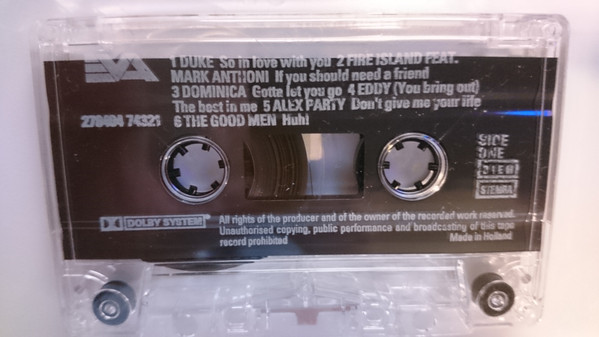 EVA
1 DUKE So in love with you 2 FIRE ISLAND FEAT.
MARK ANTHONI If you should need a friend
3 DOMINICA Gotte let you go 4 EDDY (You bring out)
The best in me 5 ALEX PARTY Don't give me your life
278404 74321 6 THE GOOD MEN Huhl
SIDE
ONE
STEMRA
DOLBY SYSTEM®
All rights of the producer and of the owner of the recorded work reserved.
Unauthorised copying, public performance and broadcasting of this tape
record prohibited Made in Holland